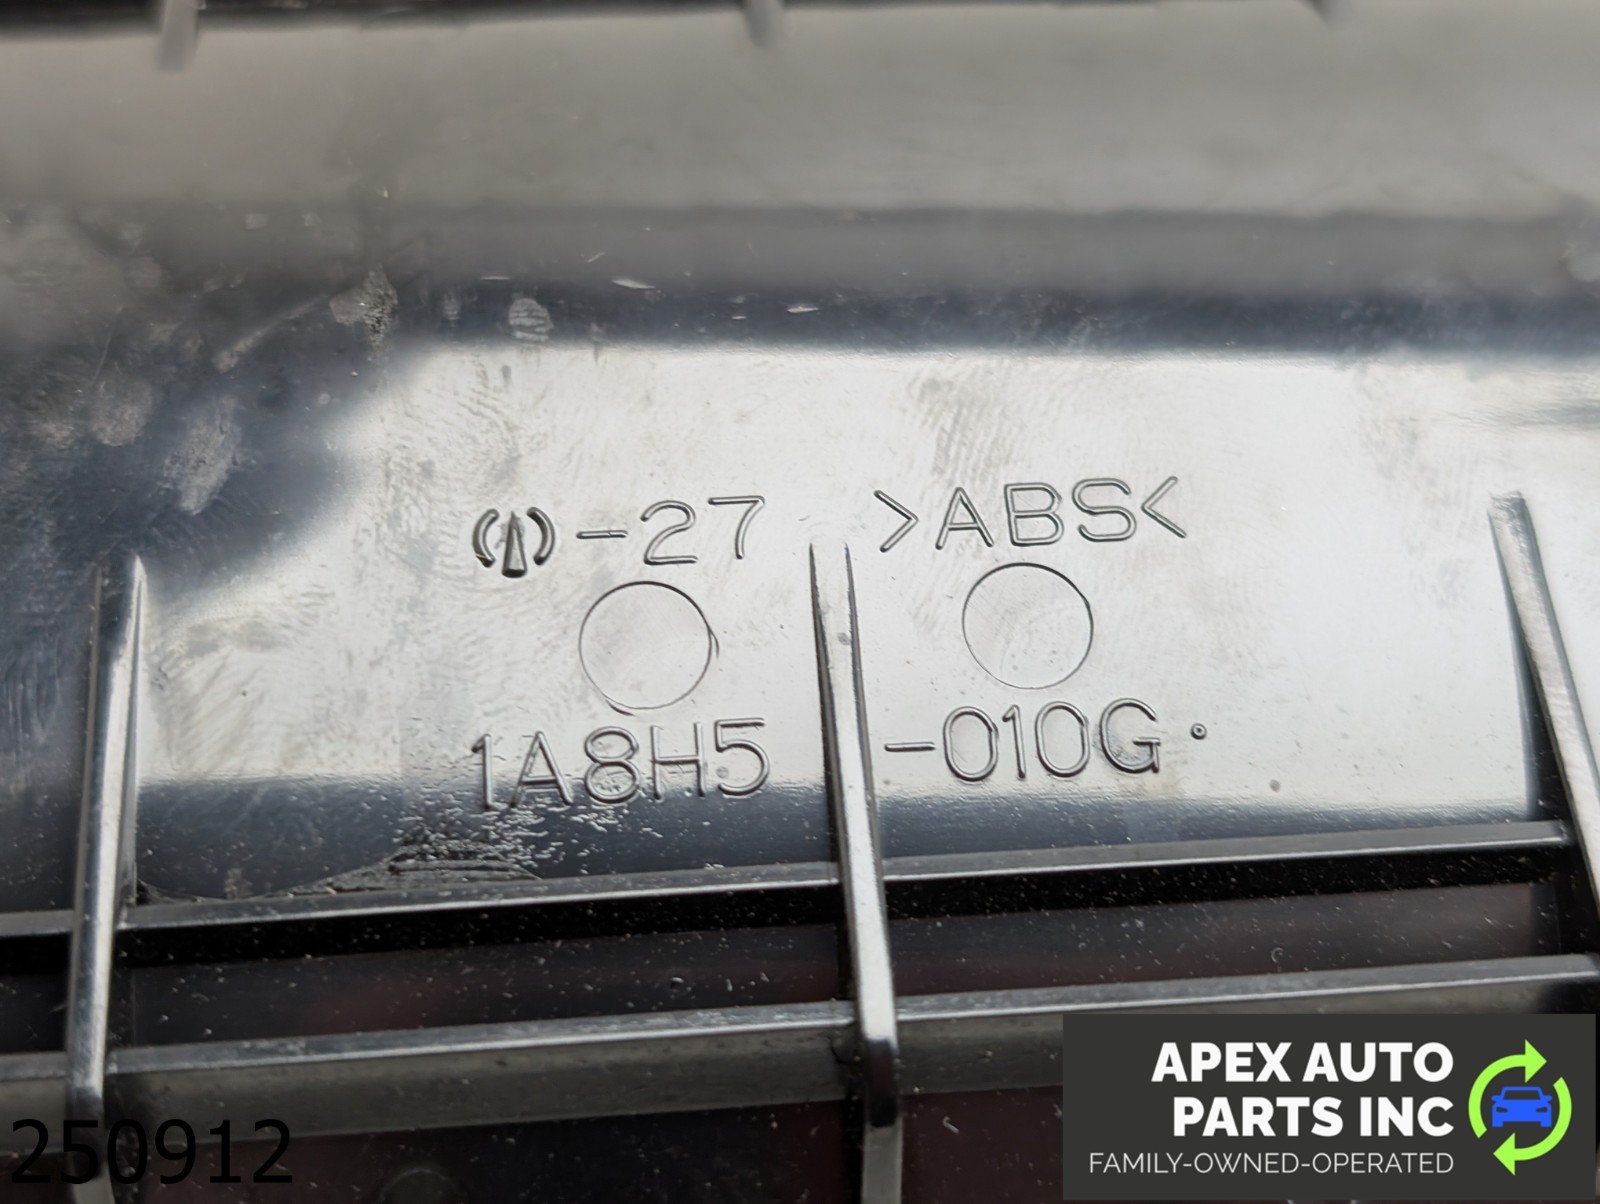 -27 >ABS<
1A8H5 -010G
250912
APEX AUTO
PARTS INC
FAMILY-OWNED-OPERATED